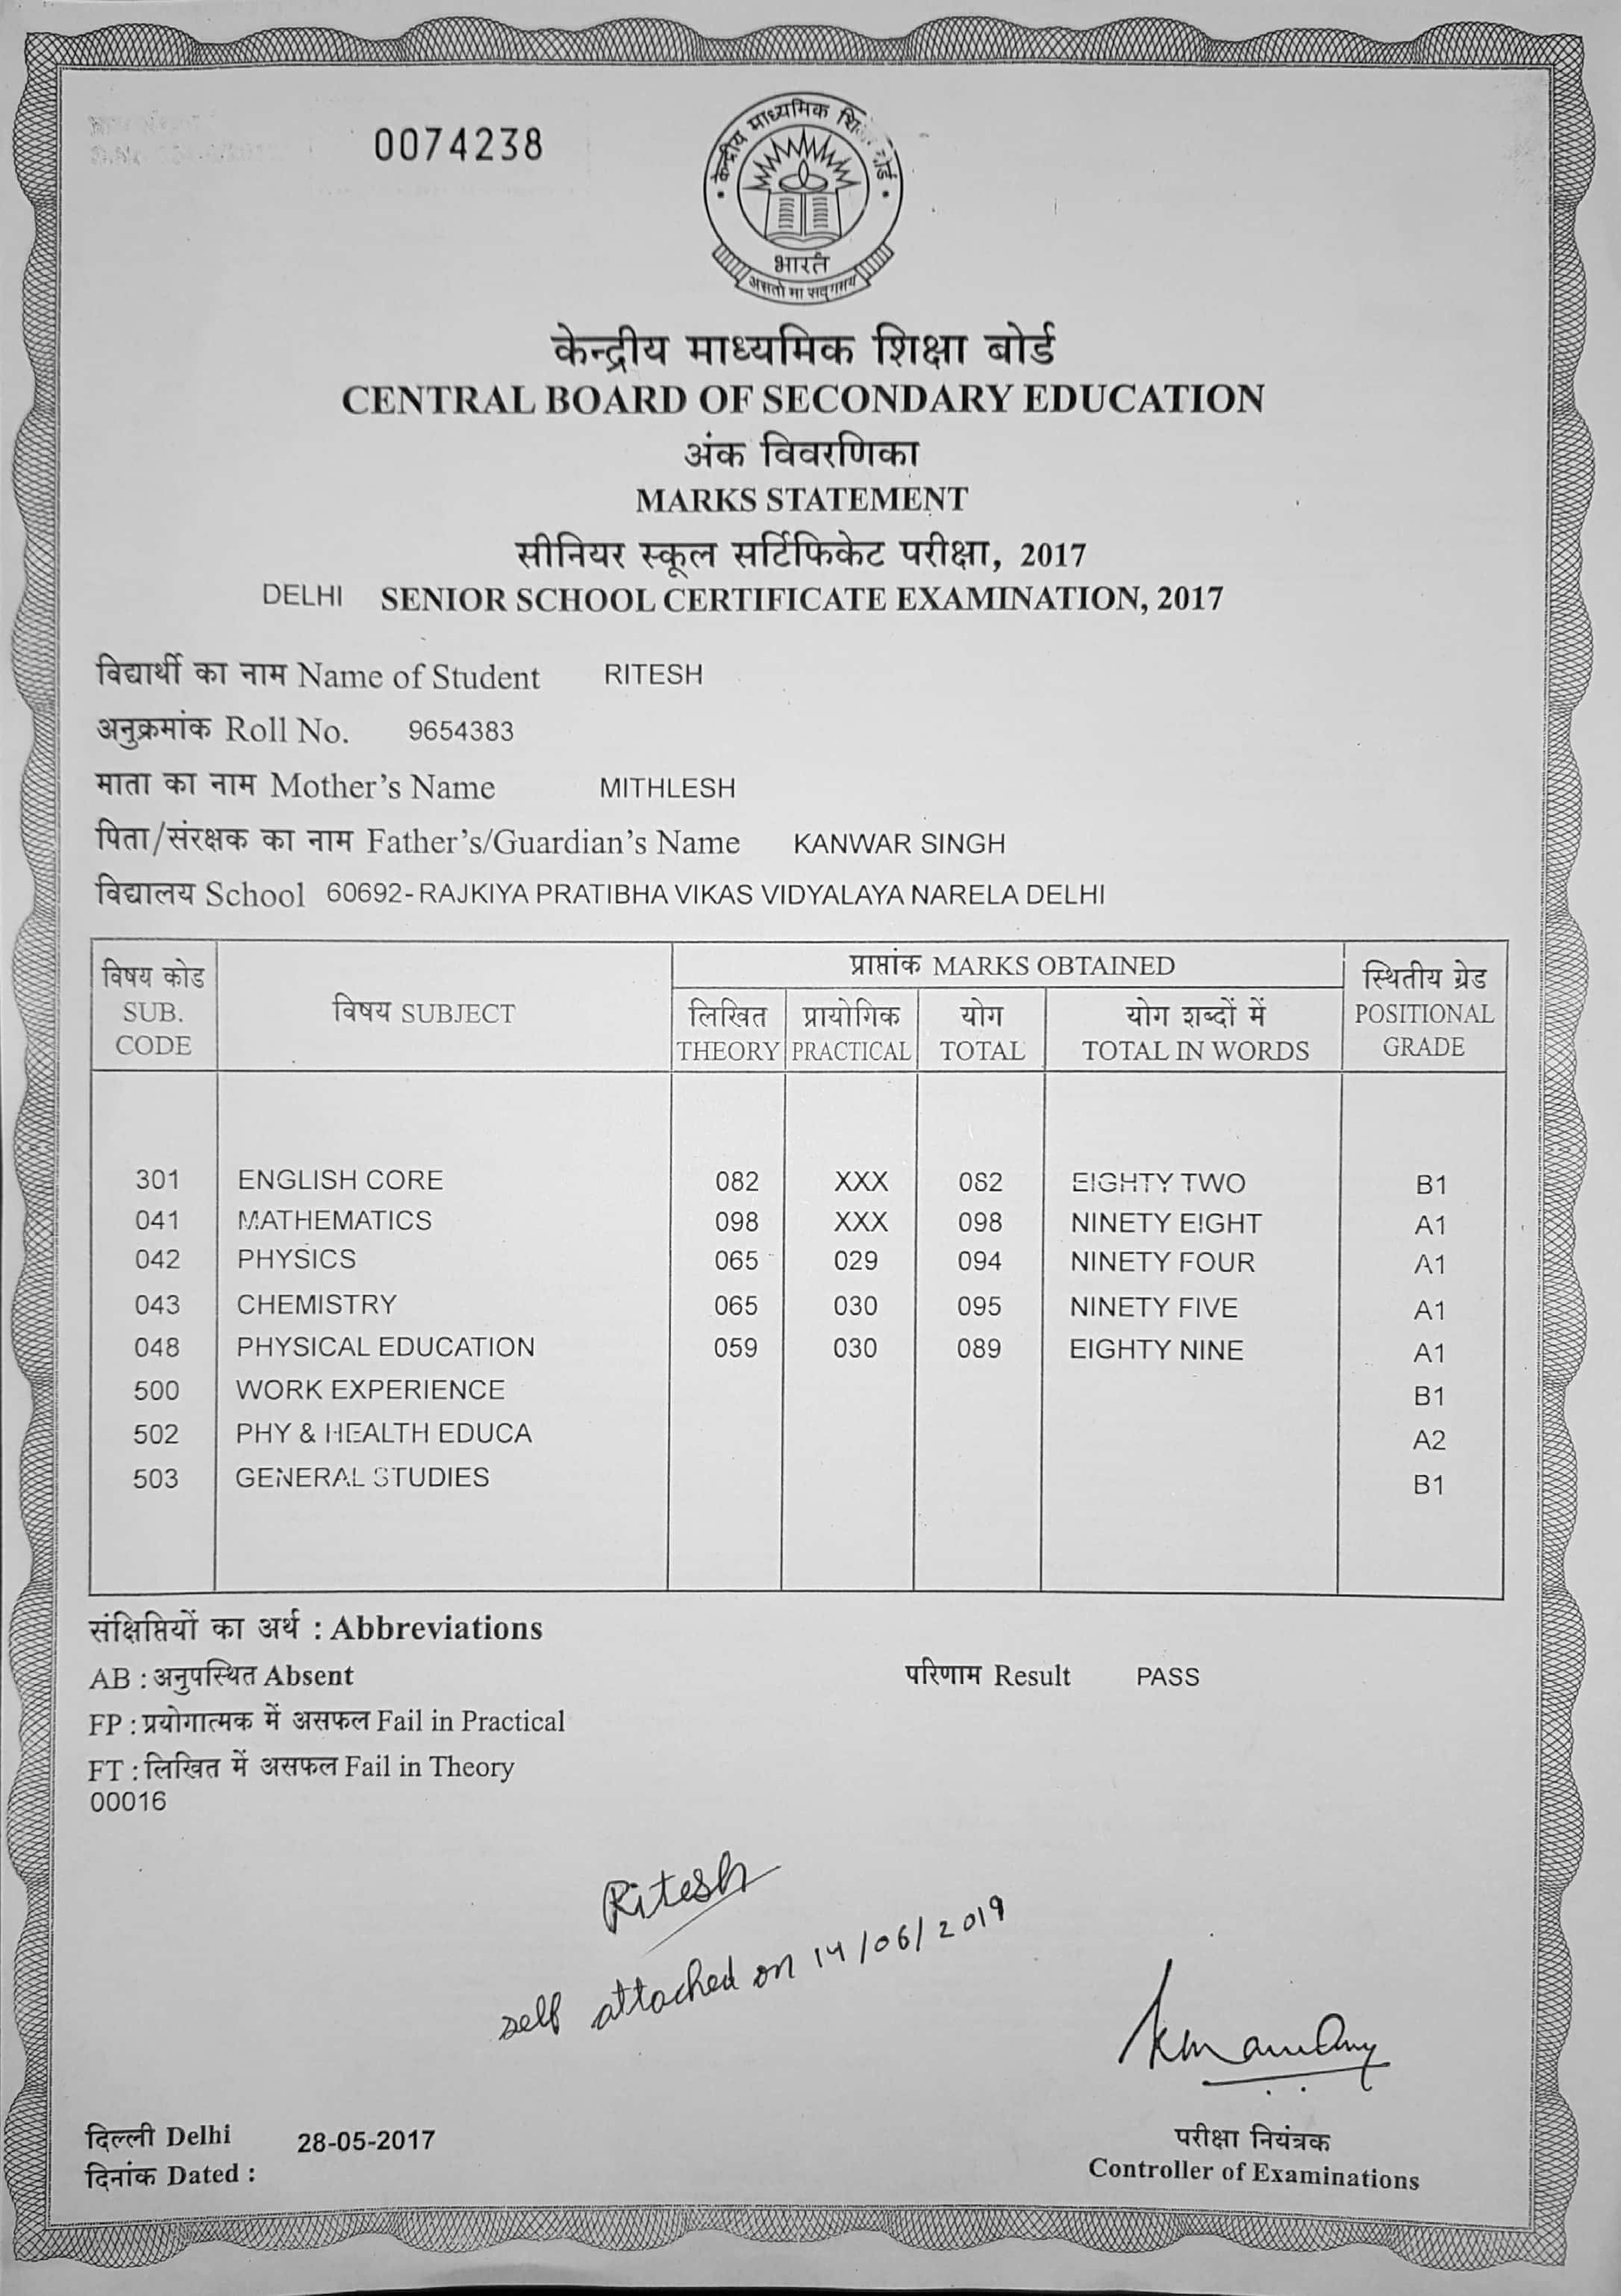 0074238
केन्द्रीय माध्यमिक शि बोर्ड
भारत
असतो मा सद्गमय
केन्द्रीय माध्यमिक शिक्षा बोर्ड
CENTRAL BOARD OF SECONDARY EDUCATION
अंक विवरणिका
MARKS STATEMENT
सीनियर स्कूल सर्टिफिकेट परीक्षा, 2017
DELHI SENIOR SCHOOL CERTIFICATE EXAMINATION, 2017
विद्यार्थी का नाम Name of Student RITESH
अनुक्रमांक Roll No. 9654383
माता का नाम Mother's Name MITHLESH
पिता/संरक्षक का नाम Father's/Guardian's Name KANWAR SINGH
विद्यालय School 60692-RAJKIYA PRATIBHA VIKAS VIDYALAYA NARELA DELHI
विषय कोड SUB. CODE विषय SUBJECT प्राप्तांक MARKS OBTAINED स्थितीय ग्रेड POSITIONAL GRADE
लिखित THEORY प्रायोगिक PRACTICAL योग TOTAL योग शब्दों में TOTAL IN WORDS
301 ENGLISH CORE 082 XXX 082 EIGHTY TWO B1
041 MATHEMATICS 098 XXX 098 NINETY EIGHT A1
042 PHYSICS 065 029 094 NINETY FOUR A1
043 CHEMISTRY 065 030 095 NINETY FIVE A1
048 PHYSICAL EDUCATION 059 030 089 EIGHTY NINE A1
500 WORK EXPERIENCE B1
502 PHY & HEALTH EDUCA A2
503 GENERAL STUDIES B1
संक्षिप्तियों का अर्थ : Abbreviations
AB : अनुपस्थित Absent परिणाम Result PASS
FP : प्रयोगात्मक में असफल Fail in Practical
FT : लिखित में असफल Fail in Theory
00016
Ritesh
self attached on 14/06/2019
दिल्ली Delhi 28-05-2017 परीक्षा नियंत्रक
दिनांक Dated : Controller of Examinations